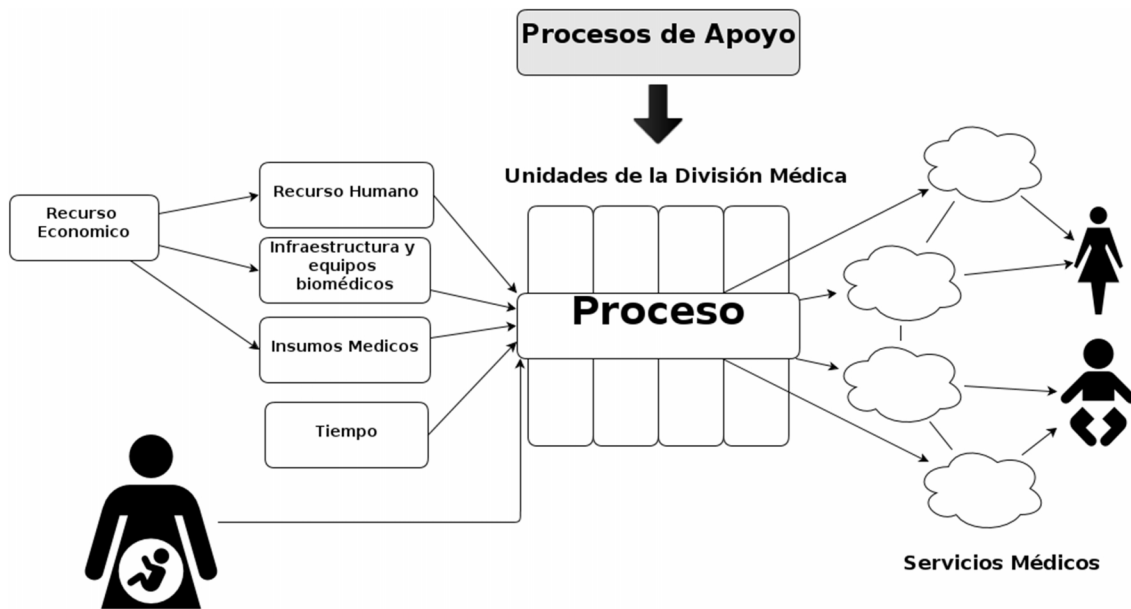 Procesos de Apoyo
Unidades de la División Médica
Recurso
Economico
Recurso Humano
Infraestructura y
equipos
biomédicos
Insumos Medicos
Tiempo
Proceso
Servicios Médicos